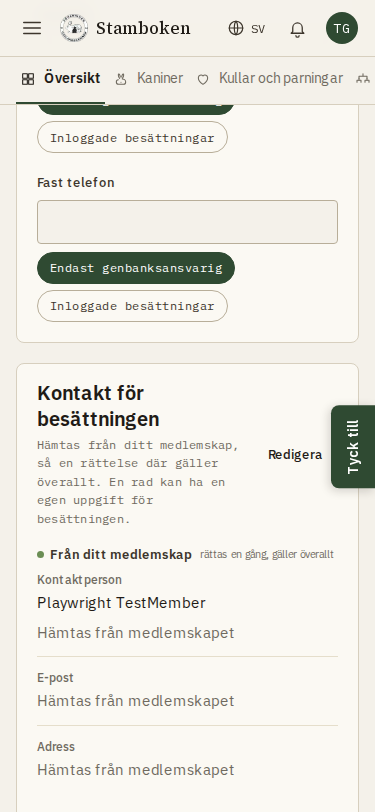 Stamboken
SV
TG
Översikt
Kaniner
Kullar och parningar
Inloggade besättningar
Fast telefon
Endast genbanksansvarig
Inloggade besättningar
Kontakt för
besättningen
Hämtas från ditt medlemskap,
så en rättelse där gäller
överallt. En rad kan ha en
egen uppgift för
besättningen.
Redigera
Tyck till
Från ditt medlemskap rättas en gång, gäller överallt
Kontaktperson
Playwright TestMember
Hämtas från medlemskapet
E-post
Hämtas från medlemskapet
Adress
Hämtas från medlemskapet